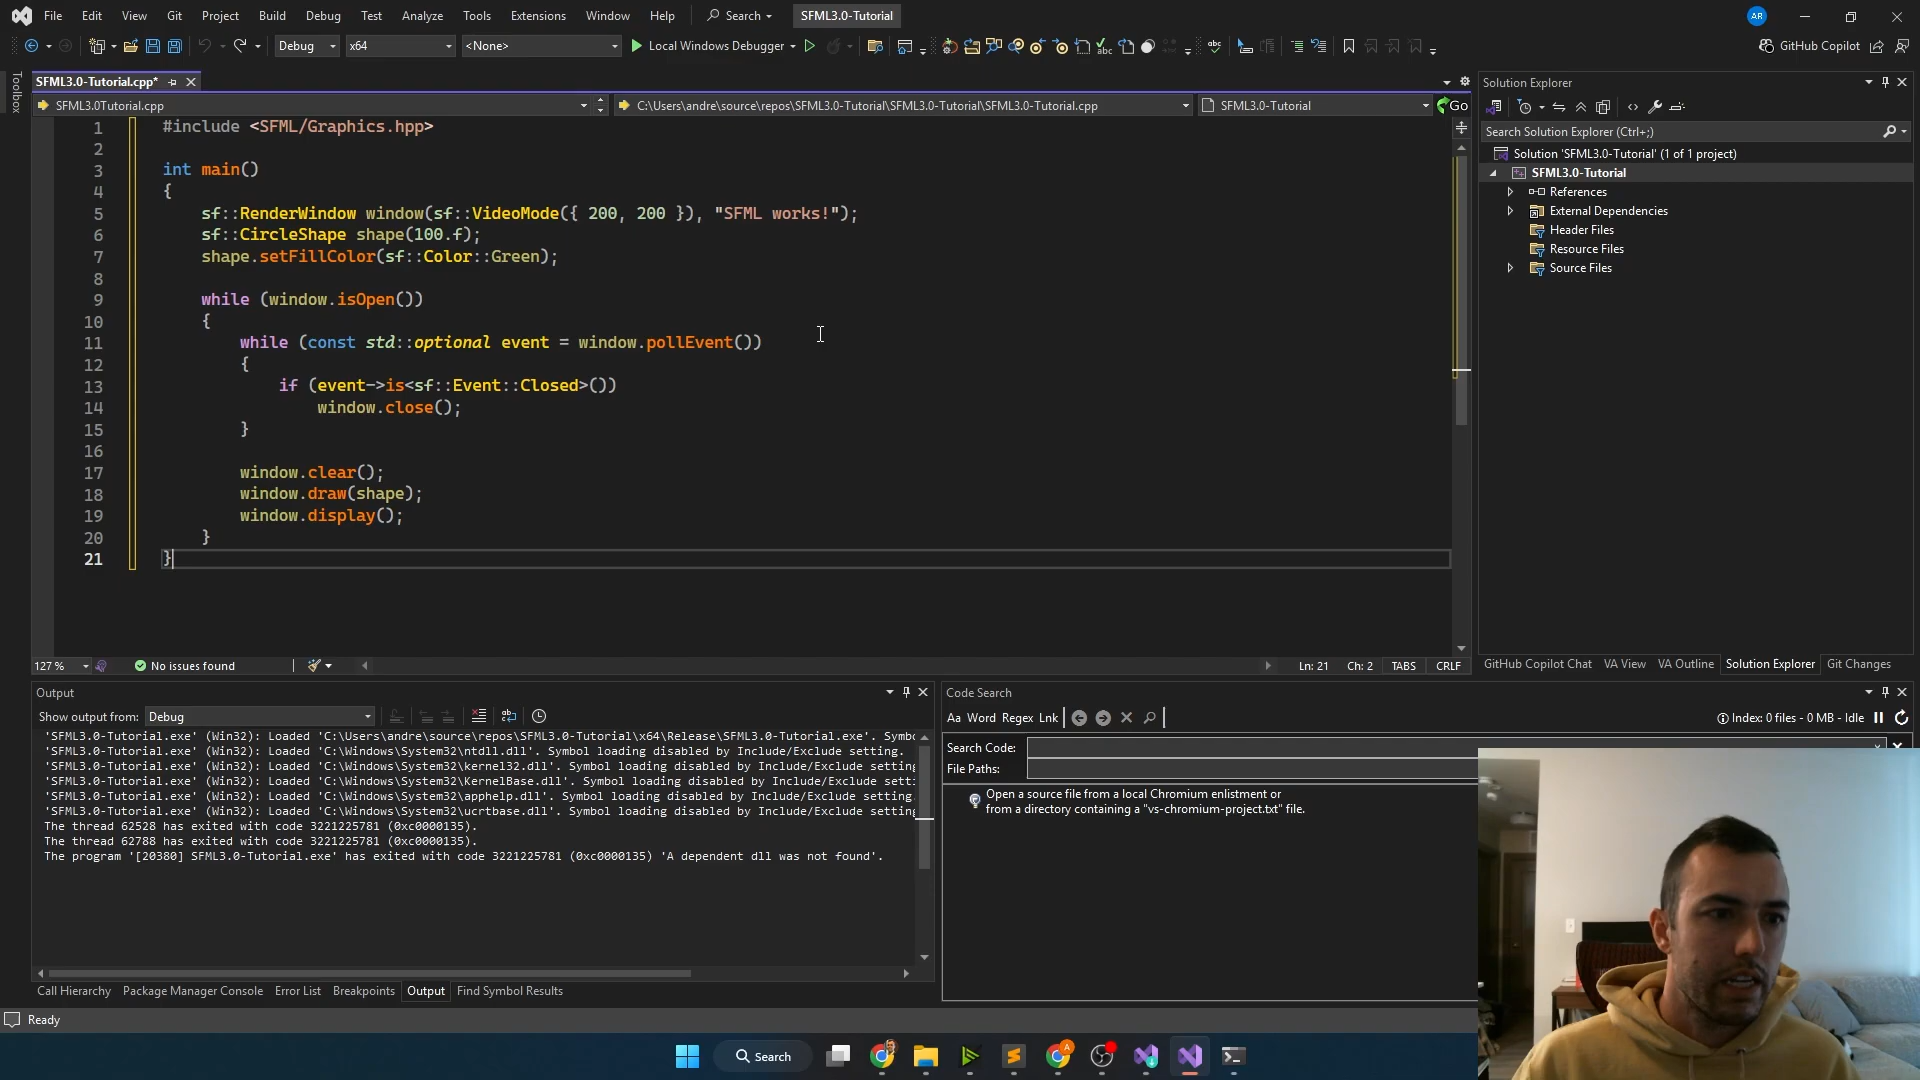 File Edit View Git Project Build Debug Test Analyze Tools Extensions Window Help Search SFML3.0-Tutorial AR
Debug x64 <None> Local Windows Debugger GitHub Copilot
Toolbox
SFML3.0-Tutorial.cpp*
SFML3.0Tutorial.cpp C:\Users\andre\source\repos\SFML3.0-Tutorial\SFML3.0-Tutorial\SFML3.0-Tutorial.cpp SFML3.0-Tutorial Go
1 #include <SFML/Graphics.hpp>
2
3 int main()
4 {
5 sf::RenderWindow window(sf::VideoMode({ 200, 200 }), "SFML works!");
6 sf::CircleShape shape(100.f);
7 shape.setFillColor(sf::Color::Green);
8
9 while (window.isOpen())
10 {
11 while (const std::optional event = window.pollEvent())
12 {
13 if (event->is<sf::Event::Closed>())
14 window.close();
15 }
16
17 window.clear();
18 window.draw(shape);
19 window.display();
20 }
21 }
127 % No issues found Ln: 21 Ch: 2 TABS CRLF
Solution Explorer
Search Solution Explorer (Ctrl+;)
Solution 'SFML3.0-Tutorial' (1 of 1 project)
SFML3.0-Tutorial
References
External Dependencies
Header Files
Resource Files
Source Files
GitHub Copilot Chat VA View VA Outline Solution Explorer Git Changes
Output
Show output from: Debug
'SFML3.0-Tutorial.exe' (Win32): Loaded 'C:\Users\andre\source\repos\SFML3.0-Tutorial\x64\Release\SFML3.0-Tutorial.exe'. Symbo
'SFML3.0-Tutorial.exe' (Win32): Loaded 'C:\Windows\System32\ntdll.dll'. Symbol loading disabled by Include/Exclude setting.
'SFML3.0-Tutorial.exe' (Win32): Loaded 'C:\Windows\System32\kernel32.dll'. Symbol loading disabled by Include/Exclude setting
'SFML3.0-Tutorial.exe' (Win32): Loaded 'C:\Windows\System32\KernelBase.dll'. Symbol loading disabled by Include/Exclude setti
'SFML3.0-Tutorial.exe' (Win32): Loaded 'C:\Windows\System32\apphelp.dll'. Symbol loading disabled by Include/Exclude setting.
'SFML3.0-Tutorial.exe' (Win32): Loaded 'C:\Windows\System32\ucrtbase.dll'. Symbol loading disabled by Include/Exclude setting
The thread 62528 has exited with code 3221225781 (0xc0000135).
The thread 62788 has exited with code 3221225781 (0xc0000135).
The program '[20380] SFML3.0-Tutorial.exe' has exited with code 3221225781 (0xc0000135) 'A dependent dll was not found'.
Call Hierarchy Package Manager Console Error List Breakpoints Output Find Symbol Results
Code Search
Aa Word Regex Lnk Index: 0 files - 0 MB - Idle
Search Code:
File Paths:
Open a source file from a local Chromium enlistment or
from a directory containing a "vs-chromium-project.txt" file.
Ready
Search